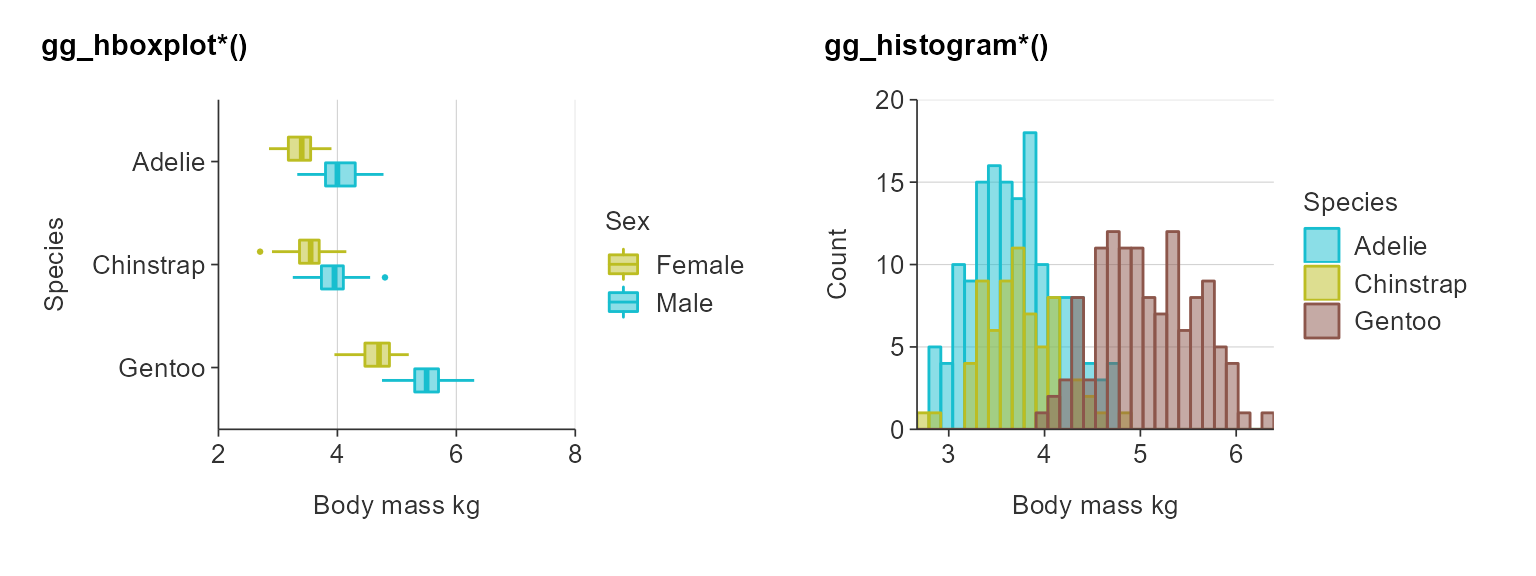 gg_hboxplot*()
Species
Adelie
Chinstrap
Gentoo
2 4 6 8
Body mass kg
Sex
Female
Male
gg_histogram*()
Count
20
15
10
5
0
3 4 5 6
Body mass kg
Species
Adelie
Chinstrap
Gentoo